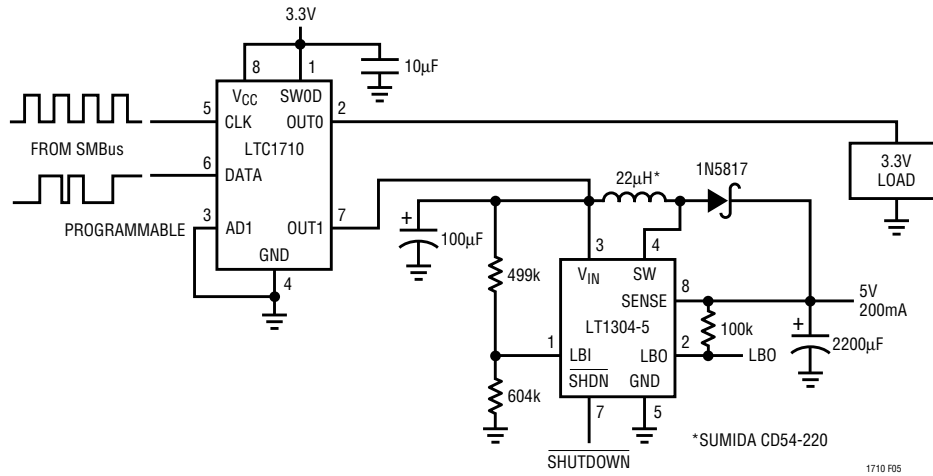 3.3V
8
1
10µF
VCC
SW0D
5
CLK
OUT0
2
LTC1710
FROM SMBus
6
DATA
3
AD1
OUT1
7
PROGRAMMABLE
GND
4
3.3V
LOAD
22µH*
1N5817
+
100µF
499k
3
4
VIN
SW
SENSE
8
5V
200mA
LT1304-5
100k
+
2200µF
1
LBI
LBO
2
LBO
604k
SHDN
GND
7
5
SHUTDOWN
*SUMIDA CD54-220
1710 F05